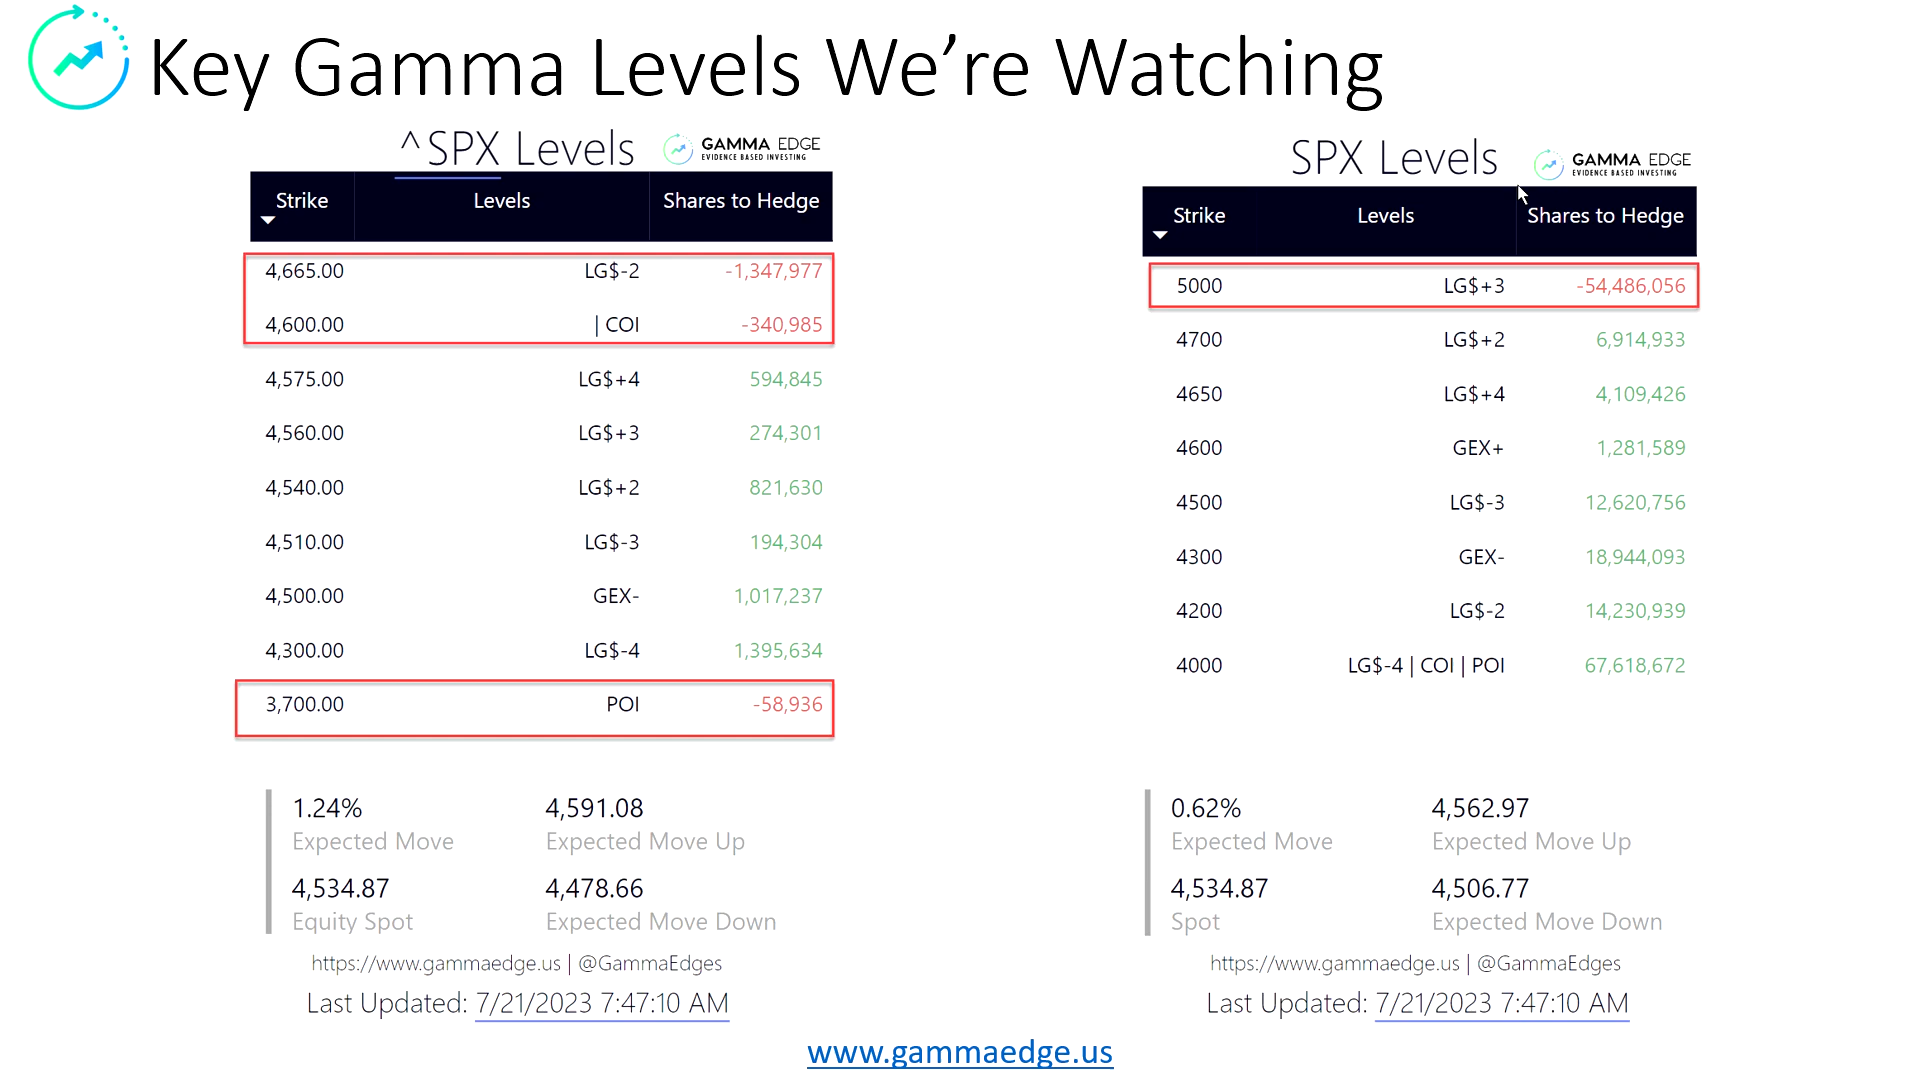 Key Gamma Levels We’re Watching
^SPX Levels
GAMMA EDGE
EVIDENCE BASED INVESTING
Strike Levels Shares to Hedge
4,665.00 LG$-2 -1,347,977
4,600.00 | COI -340,985
4,575.00 LG$+4 594,845
4,560.00 LG$+3 274,301
4,540.00 LG$+2 821,630
4,510.00 LG$-3 194,304
4,500.00 GEX- 1,017,237
4,300.00 LG$-4 1,395,634
3,700.00 POI -58,936
1.24% 4,591.08
Expected Move Expected Move Up
4,534.87 4,478.66
Equity Spot Expected Move Down
https://www.gammaedge.us | @GammaEdges
Last Updated: 7/21/2023 7:47:10 AM
SPX Levels
GAMMA EDGE
EVIDENCE BASED INVESTING
Strike Levels Shares to Hedge
5000 LG$+3 -54,486,056
4700 LG$+2 6,914,933
4650 LG$+4 4,109,426
4600 GEX+ 1,281,589
4500 LG$-3 12,620,756
4300 GEX- 18,944,093
4200 LG$-2 14,230,939
4000 LG$-4 | COI | POI 67,618,672
0.62% 4,562.97
Expected Move Expected Move Up
4,534.87 4,506.77
Spot Expected Move Down
https://www.gammaedge.us | @GammaEdges
Last Updated: 7/21/2023 7:47:10 AM
www.gammaedge.us